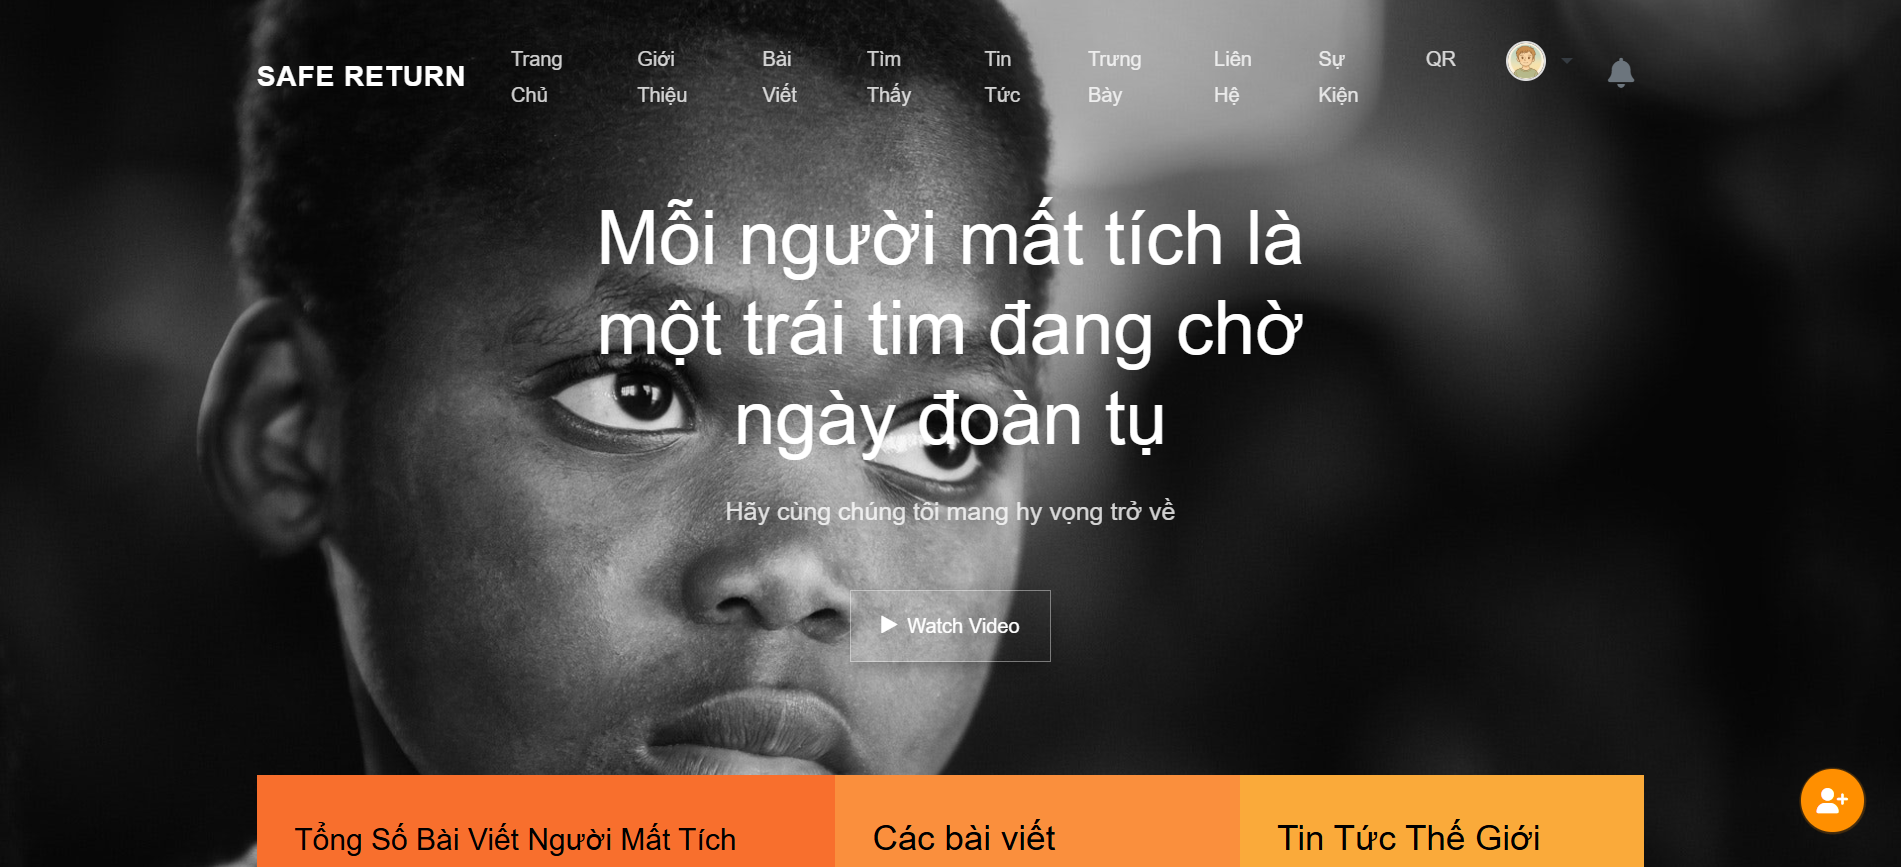 SAFE RETURN
Trang Chủ
Giới Thiệu
Bài Viết
Tìm Thấy
Tin Tức
Trưng Bày
Liên Hệ
Sự Kiện
QR
Mỗi người mất tích là
một trái tim đang chờ
ngày đoàn tụ
Hãy cùng chúng tôi mang hy vọng trở về
Watch Video
Tổng Số Bài Viết Người Mất Tích
Các bài viết
Tin Tức Thế Giới